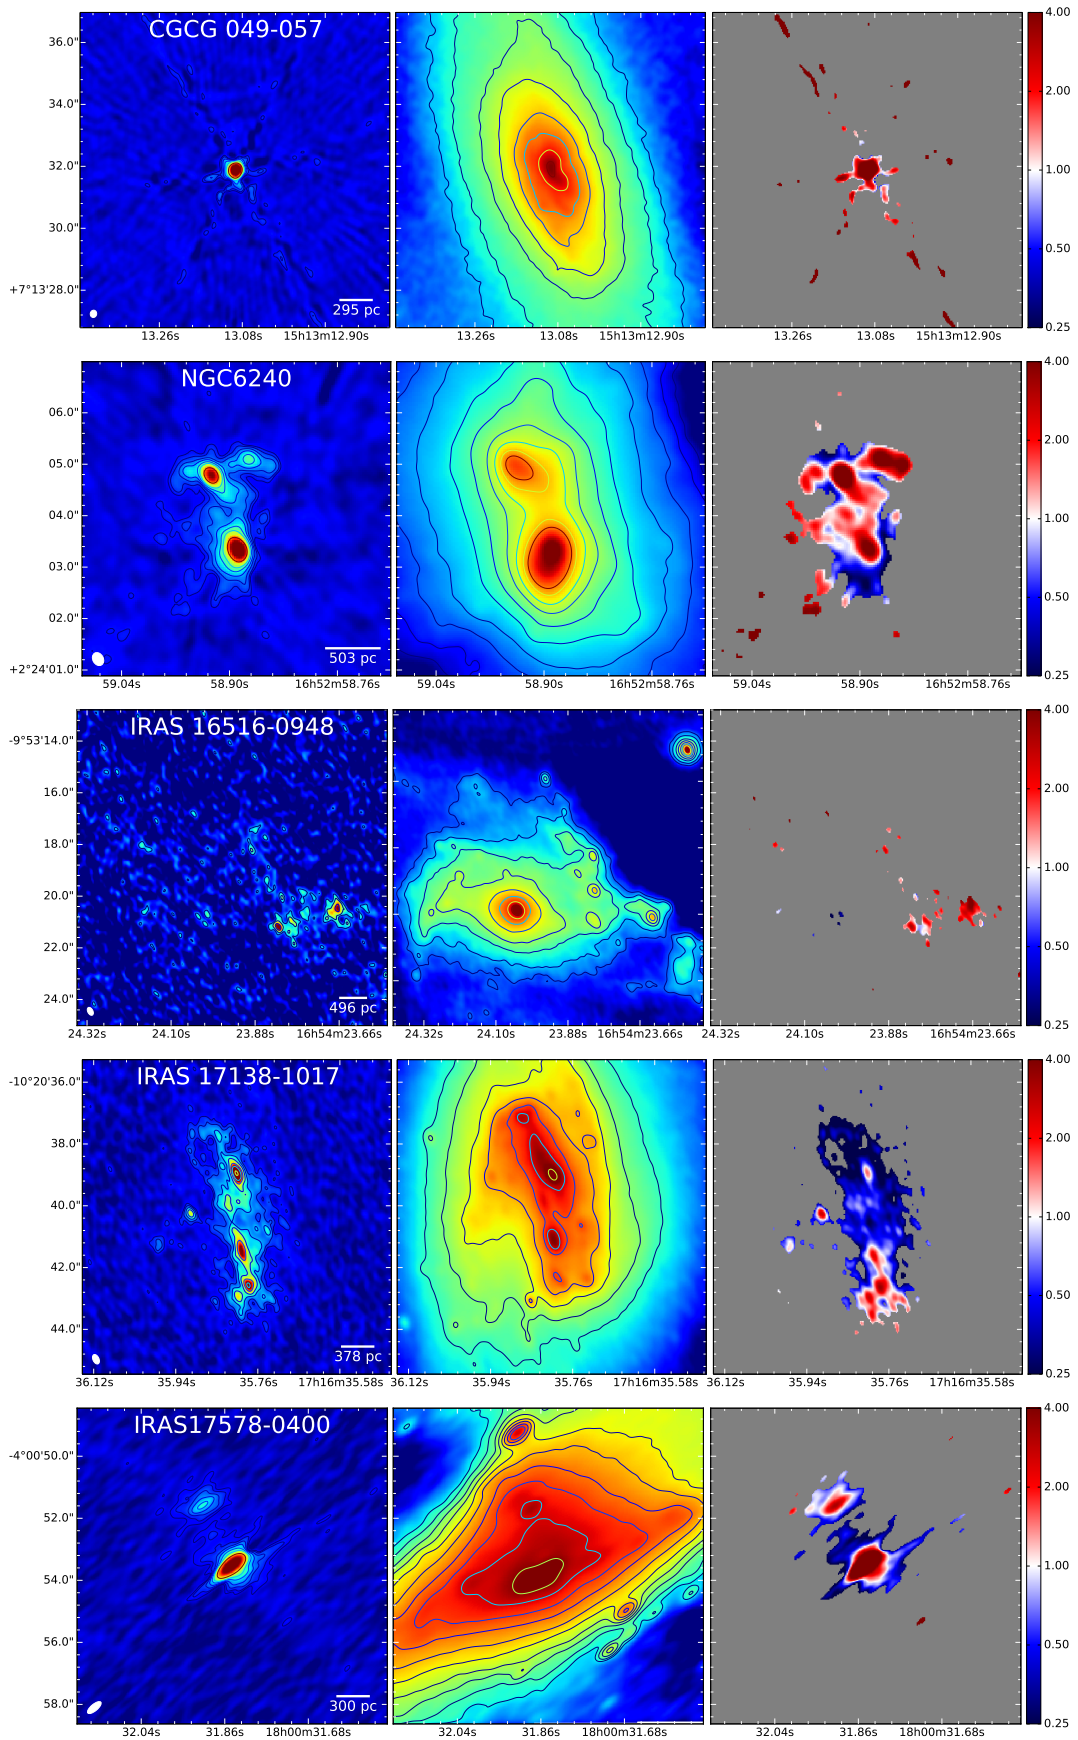 CGCG 049-057
36.0"
34.0"
32.0"
30.0"
+7°13'28.0"
295 pc
13.26s 13.08s 15h13m12.90s
13.26s 13.08s 15h13m12.90s
13.26s 13.08s 15h13m12.90s
4.00
2.00
1.00
0.50
0.25
NGC6240
06.0"
05.0"
04.0"
03.0"
02.0"
+2°24'01.0"
503 pc
59.04s 58.90s 16h52m58.76s
59.04s 58.90s 16h52m58.76s
59.04s 58.90s 16h52m58.76s
4.00
2.00
1.00
0.50
0.25
IRAS 16516-0948
-9°53'14.0"
16.0"
18.0"
20.0"
22.0"
24.0"
496 pc
24.32s 24.10s 23.88s 16h54m23.66s
24.32s 24.10s 23.88s 16h54m23.66s
24.32s 24.10s 23.88s 16h54m23.66s
4.00
2.00
1.00
0.50
0.25
IRAS 17138-1017
-10°20'36.0"
38.0"
40.0"
42.0"
44.0"
378 pc
36.12s 35.94s 35.76s 17h16m35.58s
36.12s 35.94s 35.76s 17h16m35.58s
36.12s 35.94s 35.76s 17h16m35.58s
4.00
2.00
1.00
0.50
0.25
IRAS17578-0400
-4°00'50.0"
52.0"
54.0"
56.0"
58.0"
300 pc
32.04s 31.86s 18h00m31.68s
32.04s 31.86s 18h00m31.68s
32.04s 31.86s 18h00m31.68s
4.00
2.00
1.00
0.50
0.25